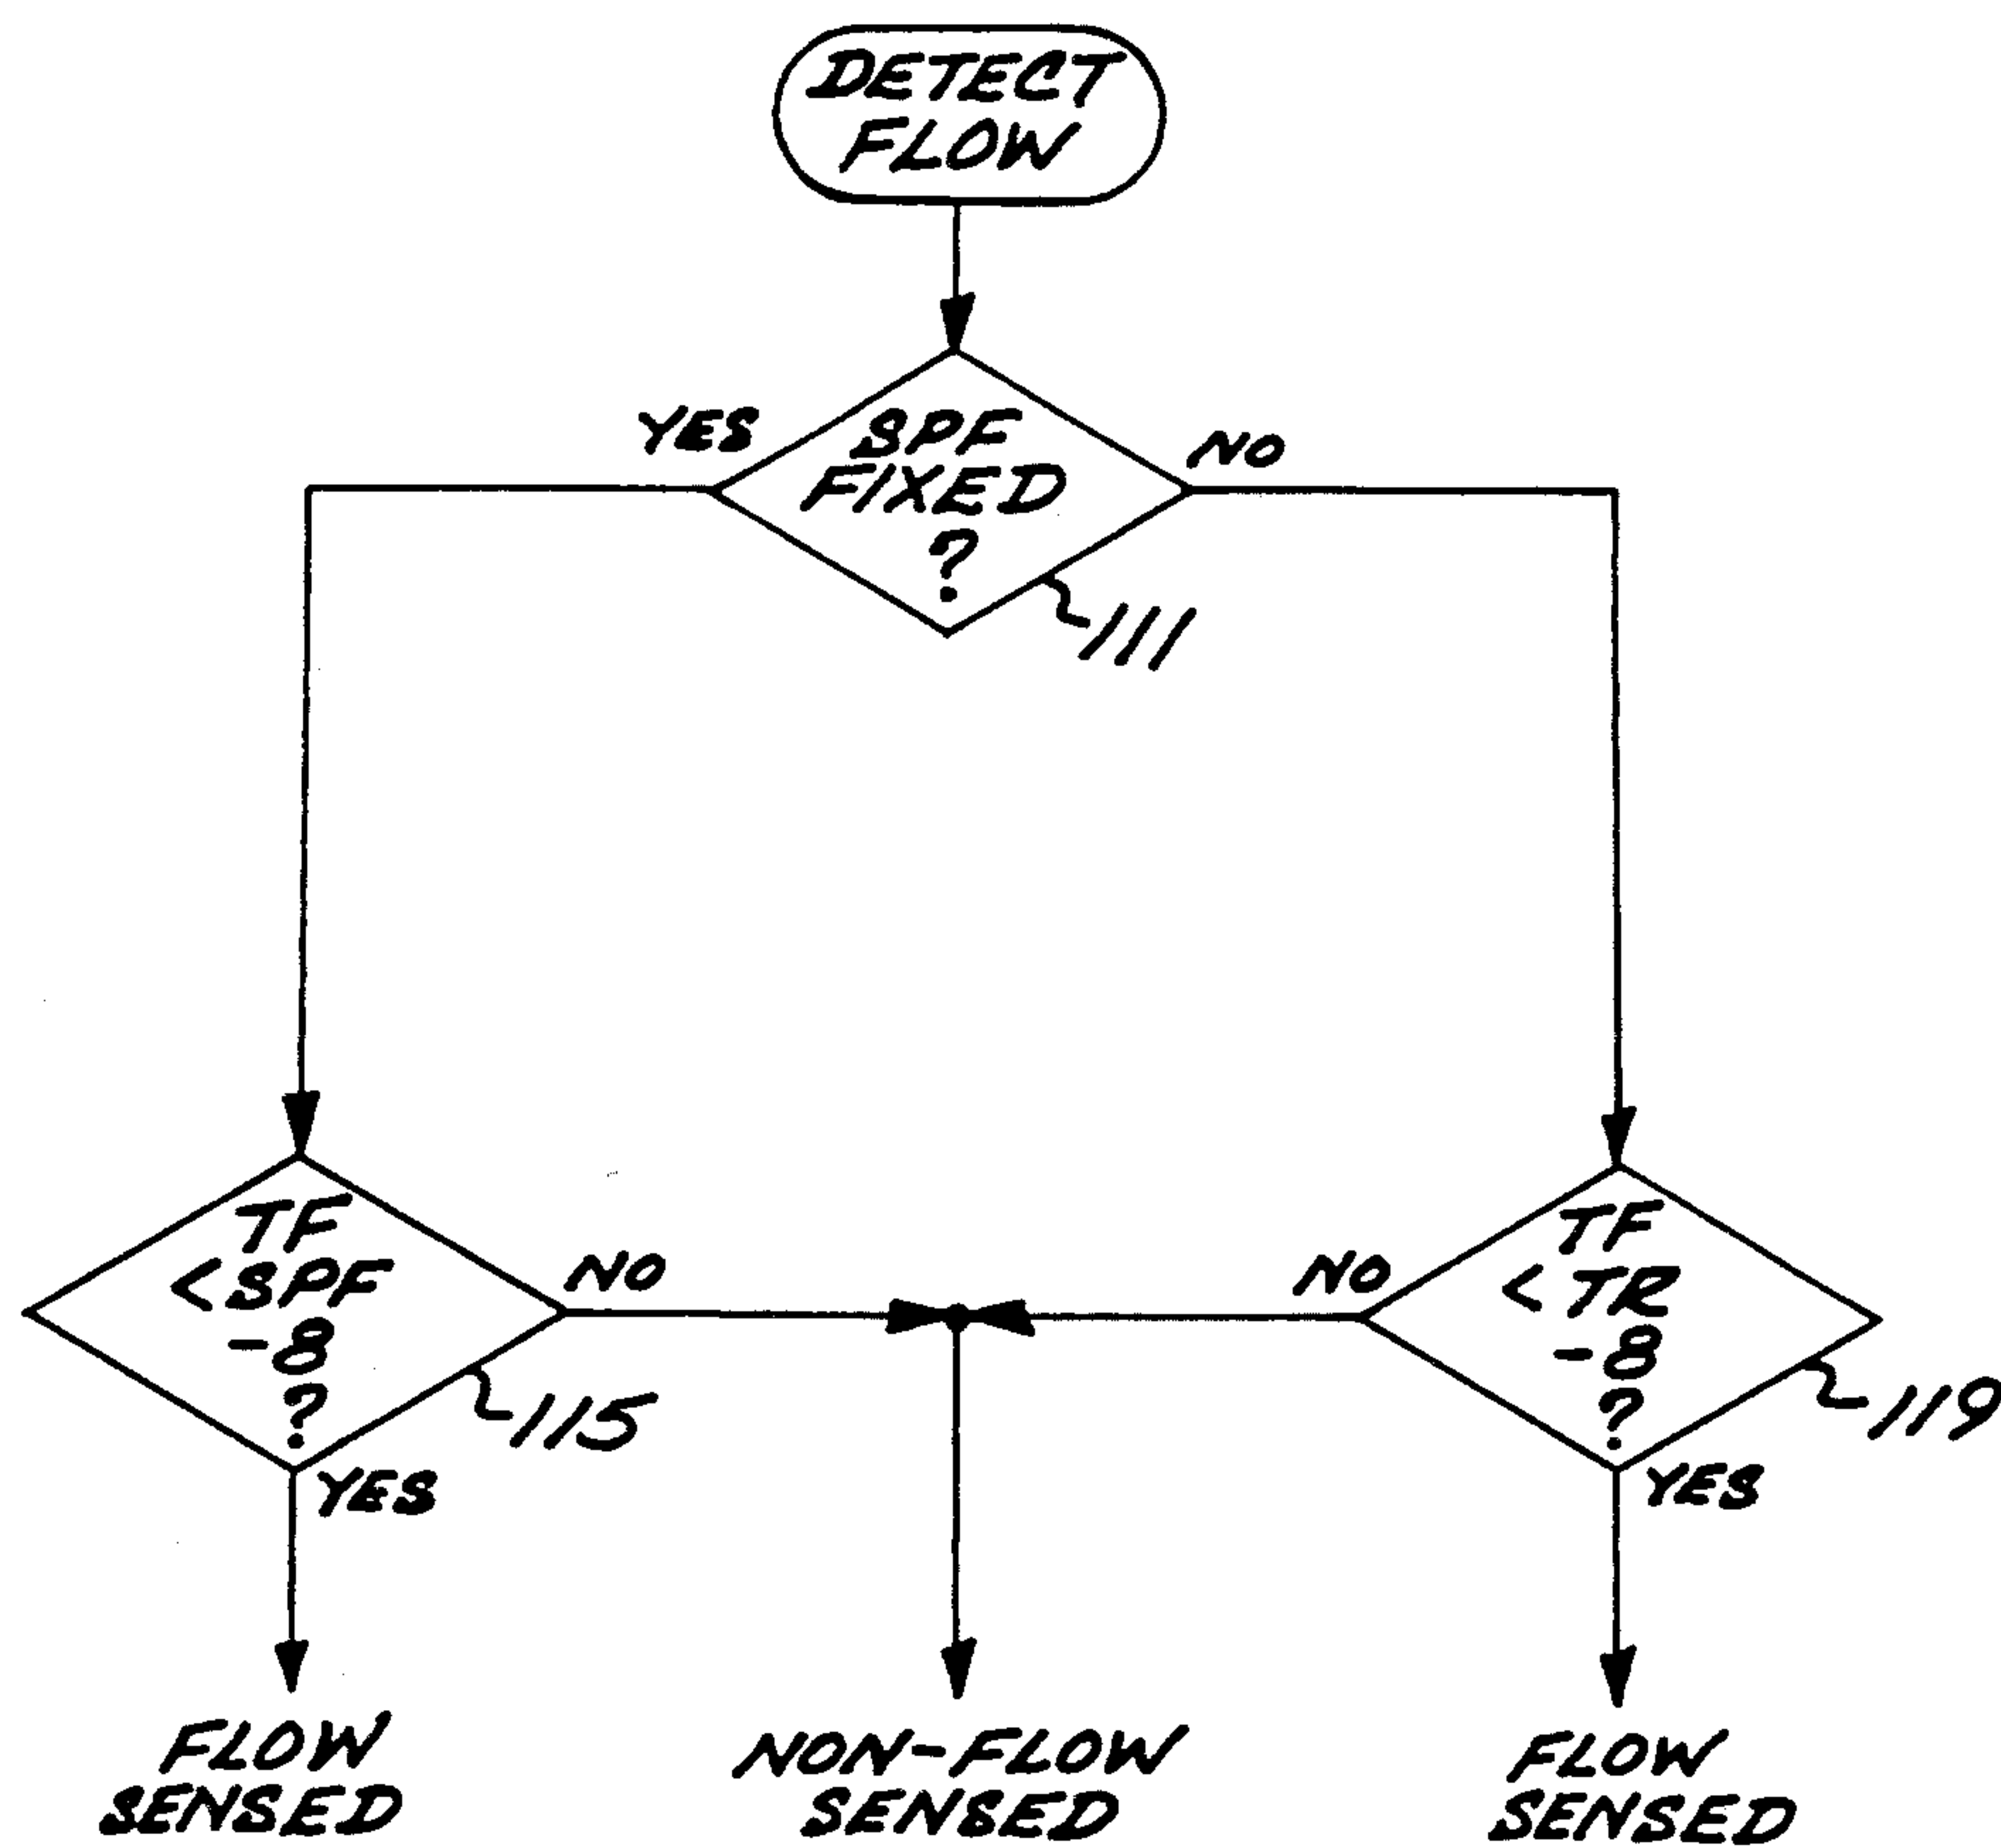 DETECT
FLOW
YES
SPF
FIXED
?
NO
111
TF
<SPF
-8
?
NO
115
YES
NO
TF
<TR
-8
?
119
YES
FLOW
SENSED
NON-FLOW
SENSED
FLOW
SENSED